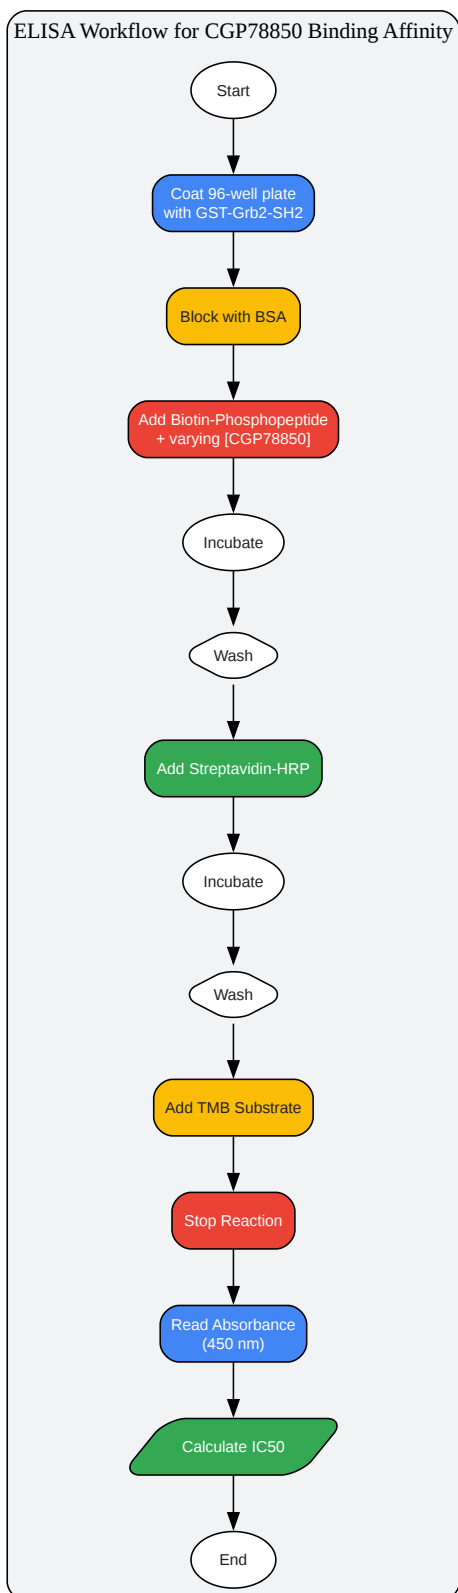 ELISA Workflow for CGP78850 Binding Affinity
Start
Coat 96-well plate
with GST-Grb2-SH2
Block with BSA
Add Biotin-Phosphopeptide
+ varying [CGP78850]
Incubate
Wash
Add Streptavidin-HRP
Incubate
Wash
Add TMB Substrate
Stop Reaction
Read Absorbance
(450 nm)
Calculate IC50
End